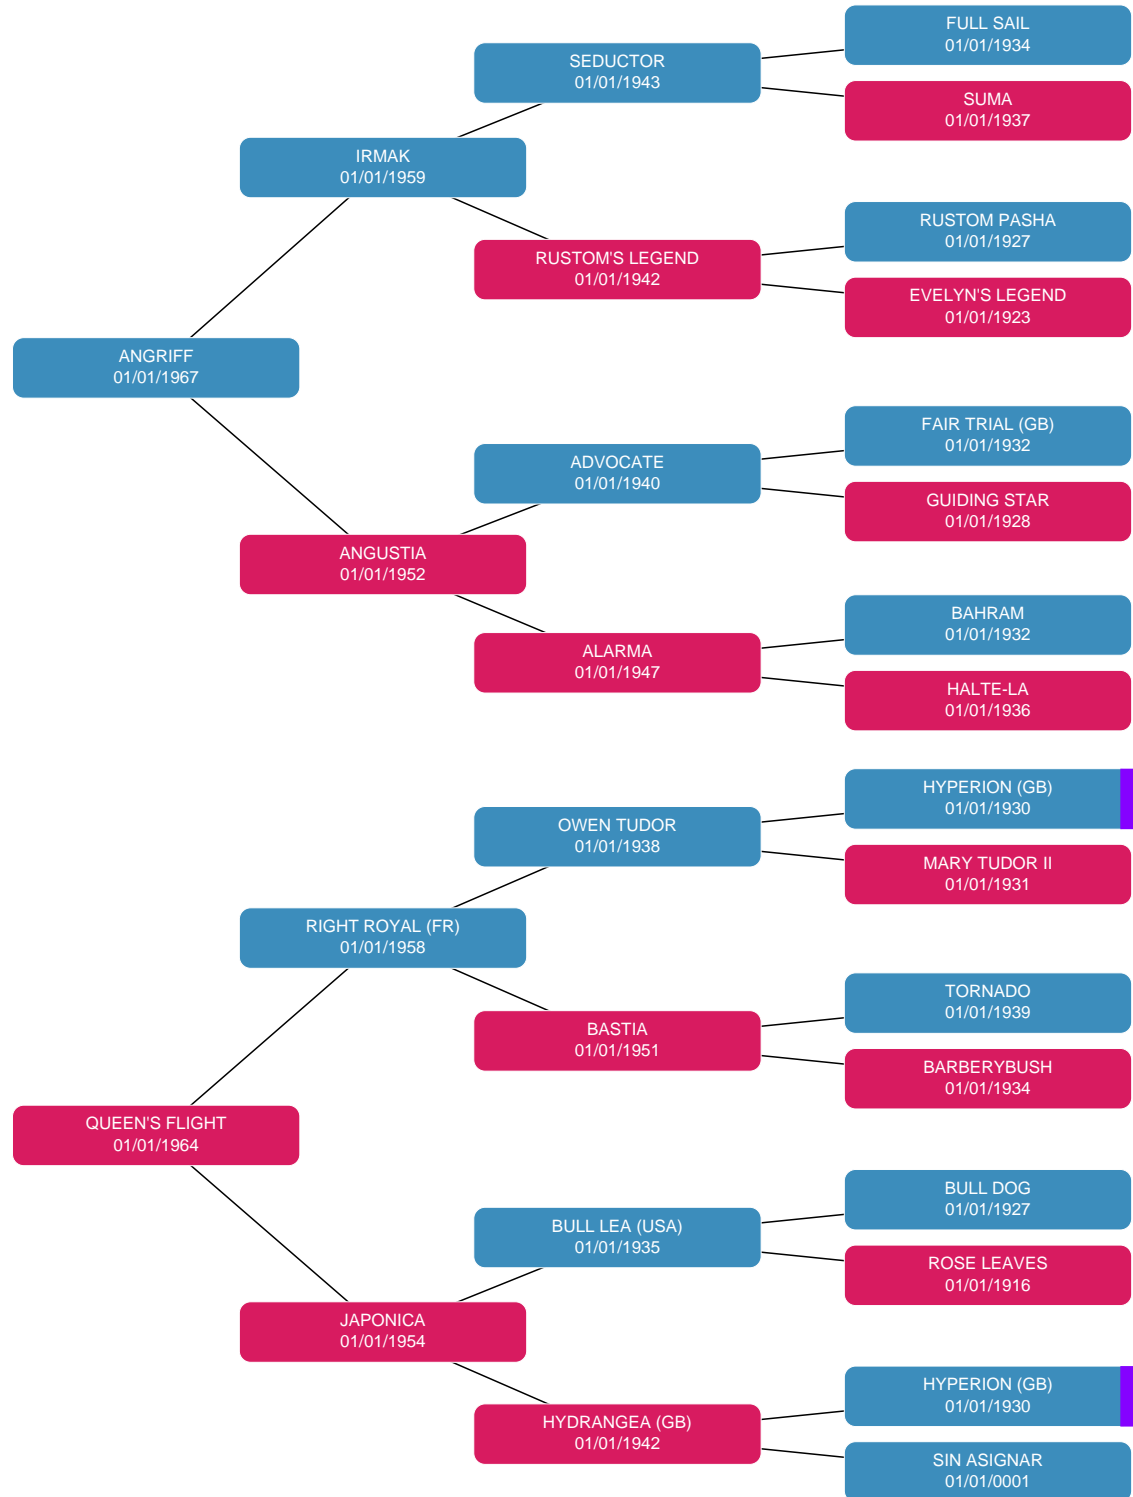 FULL SAIL
01/01/1934
SEDUCTOR
01/01/1943
SUMA
01/01/1937
IRMAK
01/01/1959
RUSTOM PASHA
01/01/1927
RUSTOM'S LEGEND
01/01/1942
EVELYN'S LEGEND
01/01/1923
ANGRIFF
01/01/1967
FAIR TRIAL (GB)
01/01/1932
ADVOCATE
01/01/1940
GUIDING STAR
01/01/1928
ANGUSTIA
01/01/1952
BAHRAM
01/01/1932
ALARMA
01/01/1947
HALTE-LA
01/01/1936
HYPERION (GB)
01/01/1930
OWEN TUDOR
01/01/1938
MARY TUDOR II
01/01/1931
RIGHT ROYAL (FR)
01/01/1958
TORNADO
01/01/1939
BASTIA
01/01/1951
BARBERYBUSH
01/01/1934
QUEEN'S FLIGHT
01/01/1964
BULL DOG
01/01/1927
BULL LEA (USA)
01/01/1935
ROSE LEAVES
01/01/1916
JAPONICA
01/01/1954
HYPERION (GB)
01/01/1930
HYDRANGEA (GB)
01/01/1942
SIN ASIGNAR
01/01/0001